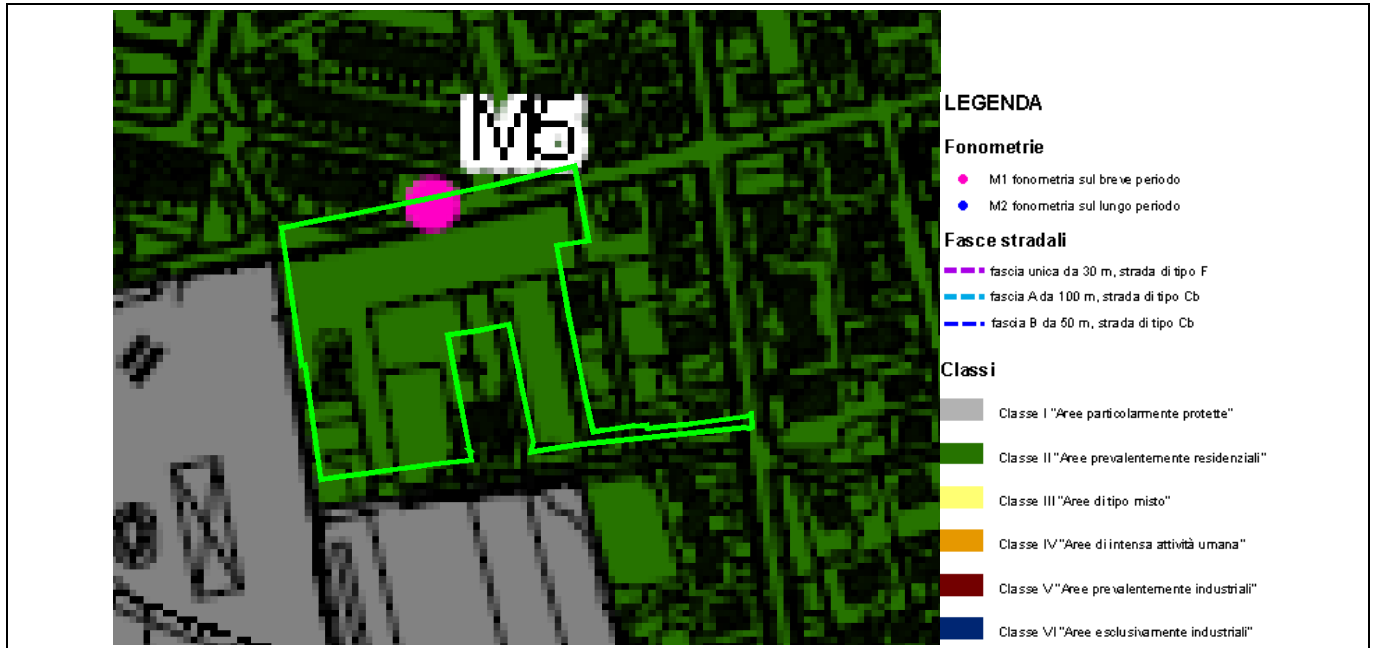 M5
LEGENDA
Fonometrie
M1 fonometria sul breve periodo
M2 fonometria sul lungo periodo
Fasce stradali
fascia unica da 30 m, strada di tipo F
fascia A da 100 m, strada di tipo Cb
fascia B da 50 m, strada di tipo Cb
Classi
Classe I "Aree particolarmente protette"
Classe II "Aree prevalentemente residenziali"
Classe III "Aree di tipo misto"
Classe IV "Aree di intensa attività umana"
Classe V "Aree prevalentemente industriali"
Classe VI "Aree esclusivamente industriali"